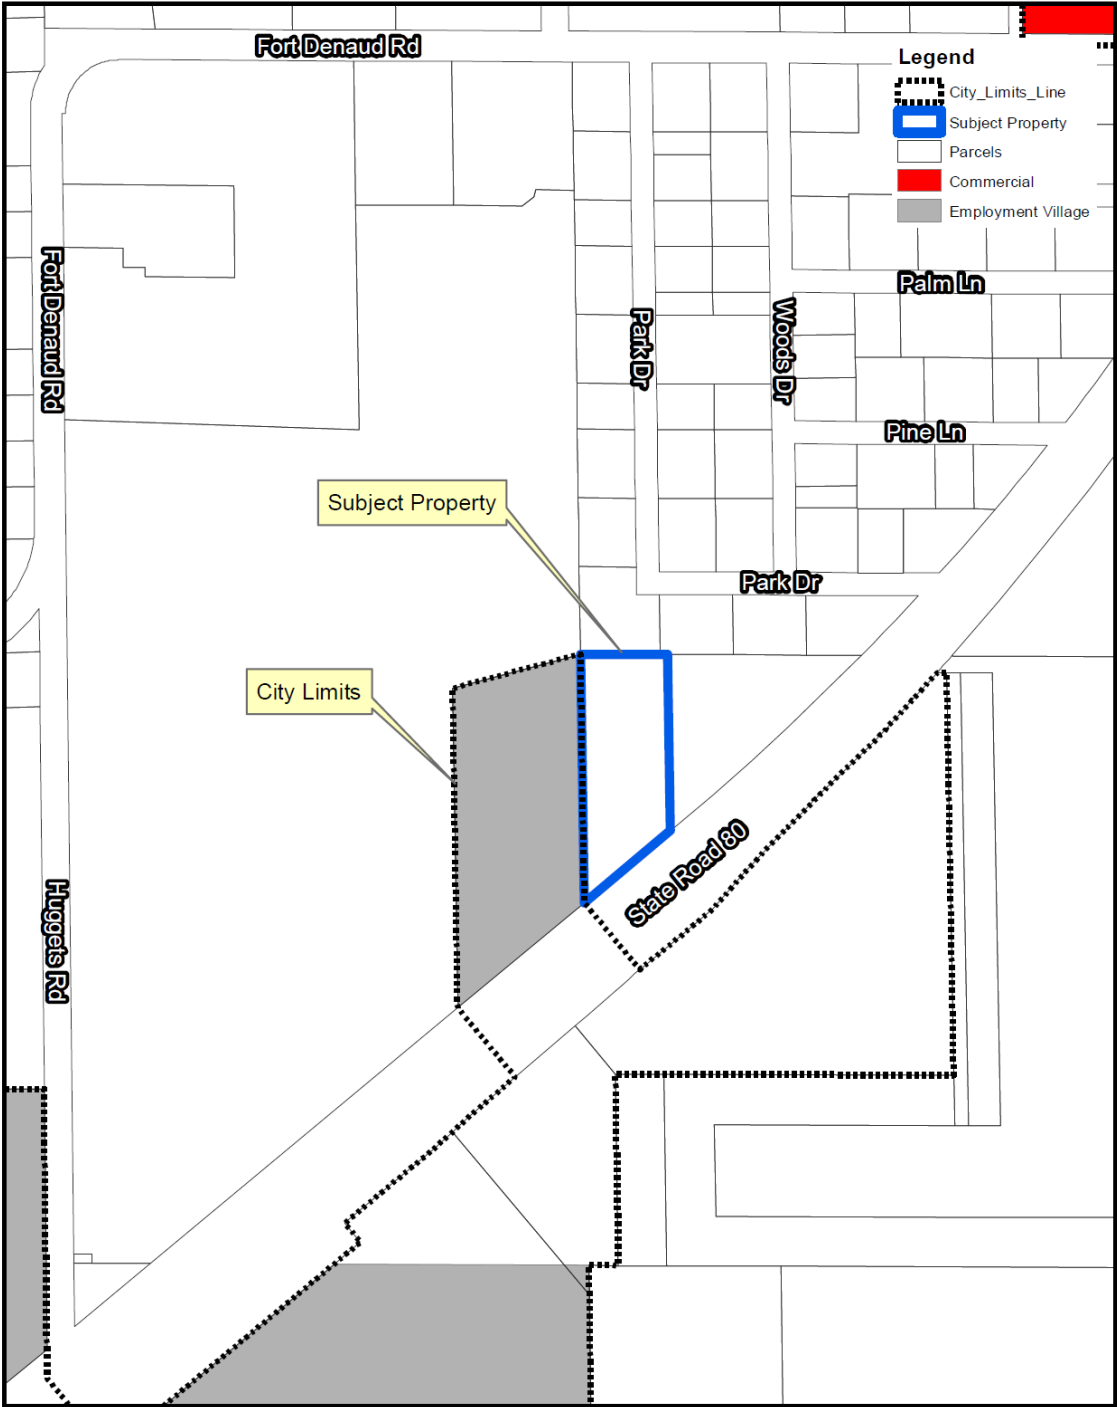 Fort Denaud Rd
Legend
City_Limits_Line
Subject Property
Parcels
Commercial
Employment Village
Fort Denaud Rd
Palm Ln
Park Dr
Woods Dr
Pine Ln
Subject Property
Park Dr
City Limits
State Road 80
Huggets Rd